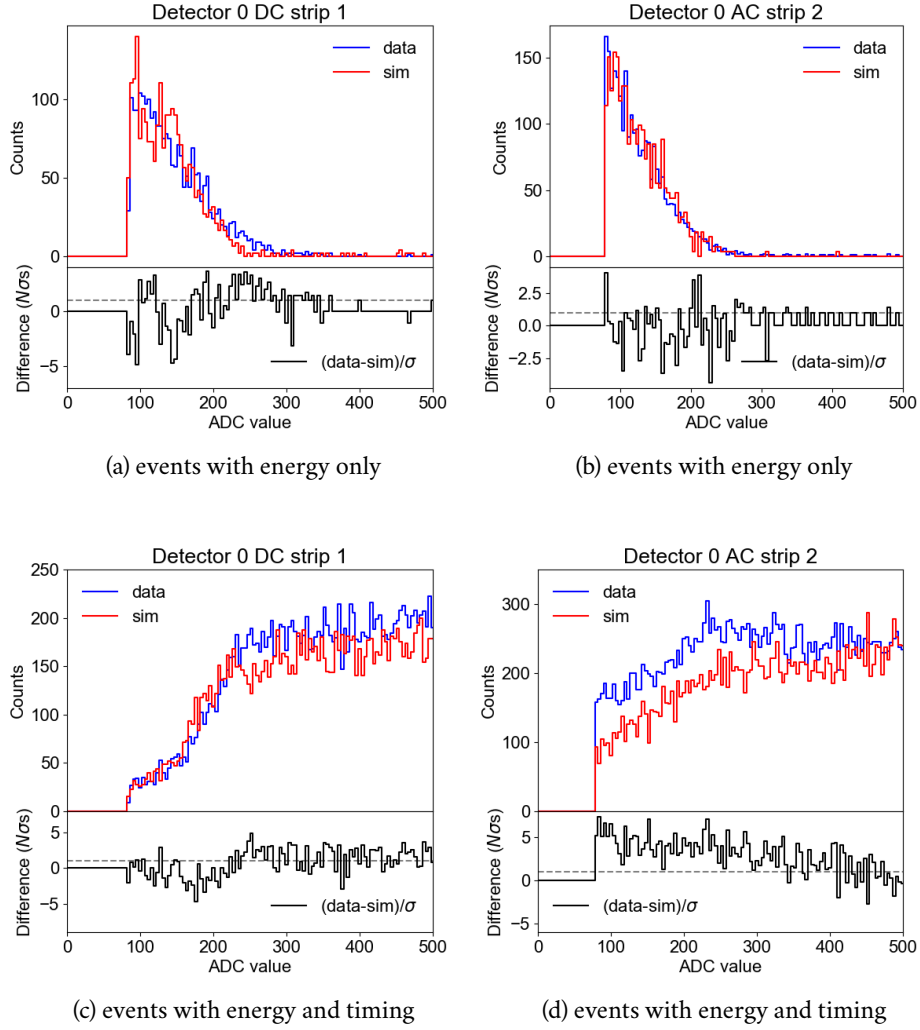 Detector 0 DC strip 1
data
sim
Counts
100
50
0
Difference (Nσs)
0
−5
(data-sim)/σ
0 100 200 300 400 500
ADC value
(a) events with energy only
Detector 0 AC strip 2
data
sim
Counts
150
100
50
0
Difference (Nσs)
2.5
0.0
−2.5
(data-sim)/σ
0 100 200 300 400 500
ADC value
(b) events with energy only
Detector 0 DC strip 1
data
sim
Counts
250
200
150
100
50
0
Difference (Nσs)
5
0
−5
(data-sim)/σ
0 100 200 300 400 500
ADC value
(c) events with energy and timing
Detector 0 AC strip 2
data
sim
Counts
300
200
100
0
Difference (Nσs)
5
0
−5
(data-sim)/σ
0 100 200 300 400 500
ADC value
(d) events with energy and timing